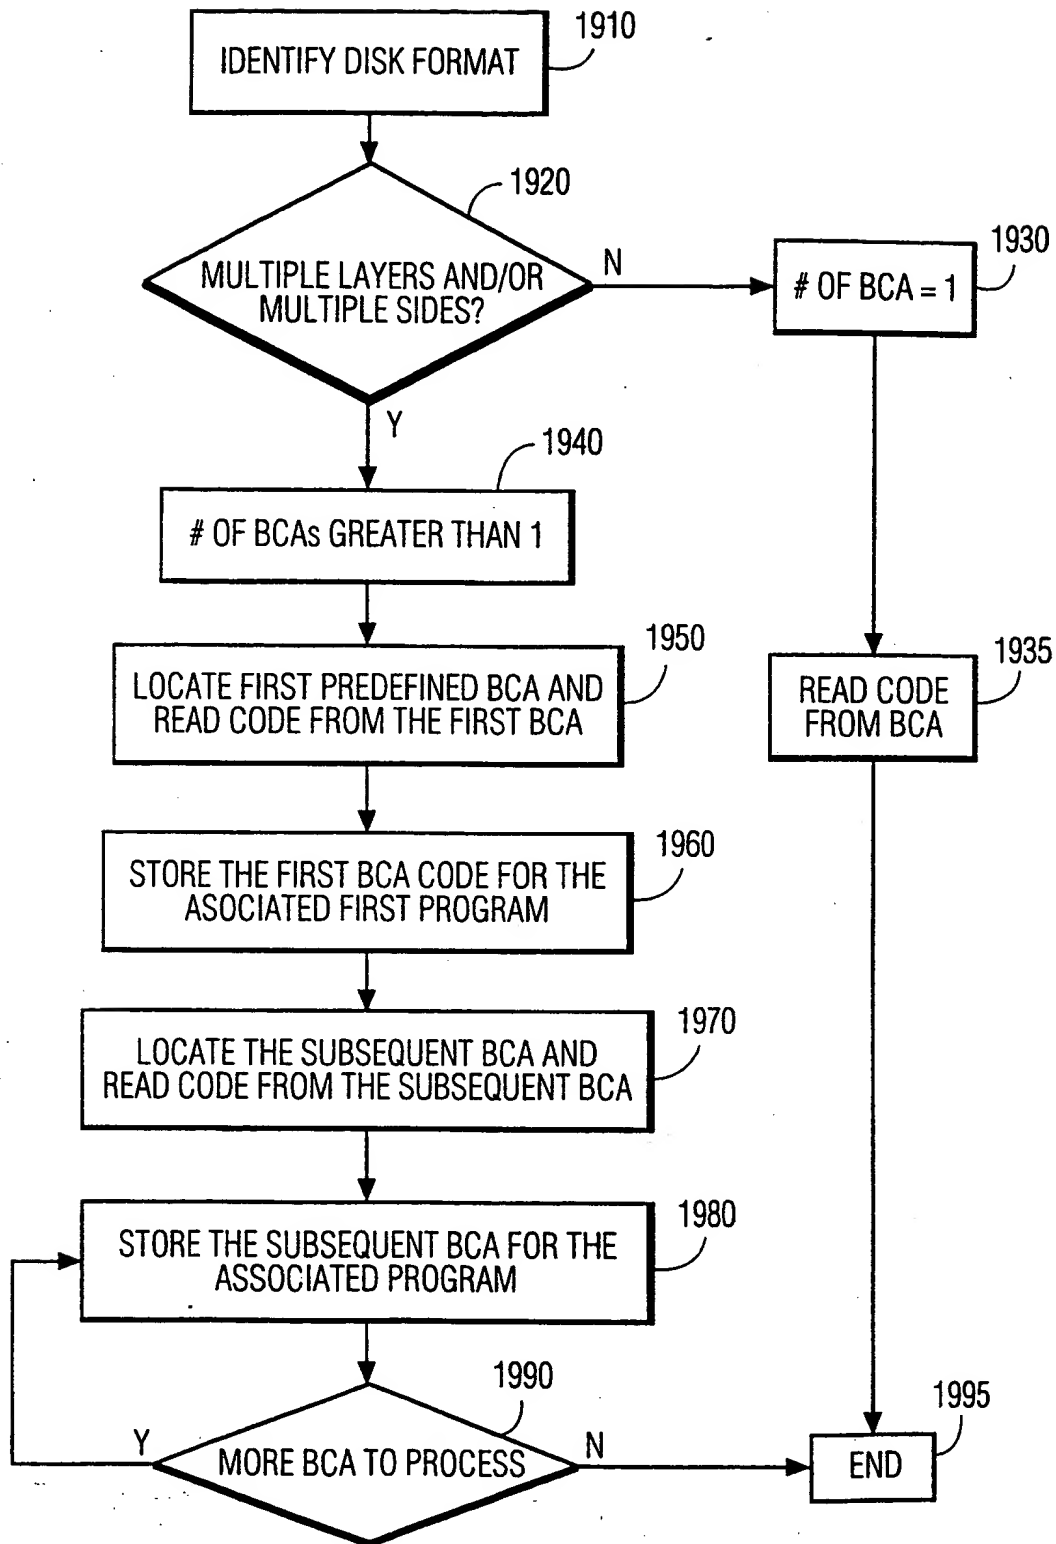 1910
IDENTIFY DISK FORMAT
1920
MULTIPLE LAYERS AND/OR
MULTIPLE SIDES?
N
1930
# OF BCA = 1
Y
1940
# OF BCAs GREATER THAN 1
1950
LOCATE FIRST PREDEFINED BCA AND
READ CODE FROM THE FIRST BCA
1935
READ CODE
FROM BCA
1960
STORE THE FIRST BCA CODE FOR THE
ASOCIATED FIRST PROGRAM
1970
LOCATE THE SUBSEQUENT BCA AND
READ CODE FROM THE SUBSEQUENT BCA
1980
STORE THE SUBSEQUENT BCA FOR THE
ASSOCIATED PROGRAM
1990
Y
MORE BCA TO PROCESS
N
1995
END